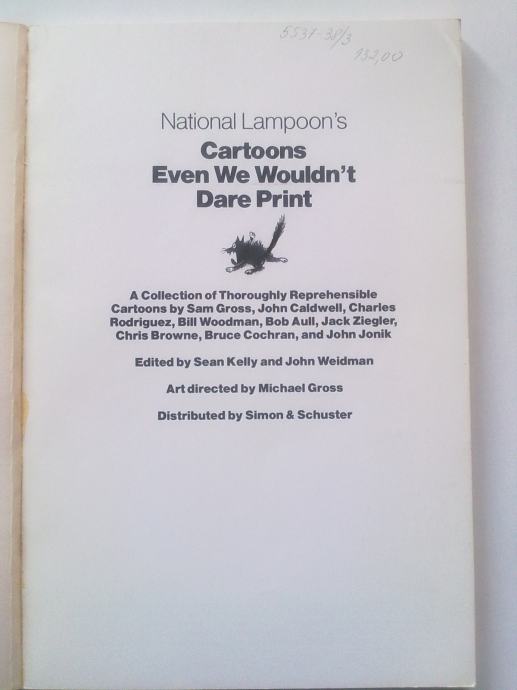 5531-38/3
932,00
National Lampoon's
Cartoons
Even We Wouldn't
Dare Print
A Collection of Thoroughly Reprehensible
Cartoons by Sam Gross, John Caldwell, Charles
Rodriguez, Bill Woodman, Bob Aull, Jack Ziegler,
Chris Browne, Bruce Cochran, and John Jonik
Edited by Sean Kelly and John Weidman
Art directed by Michael Gross
Distributed by Simon & Schuster